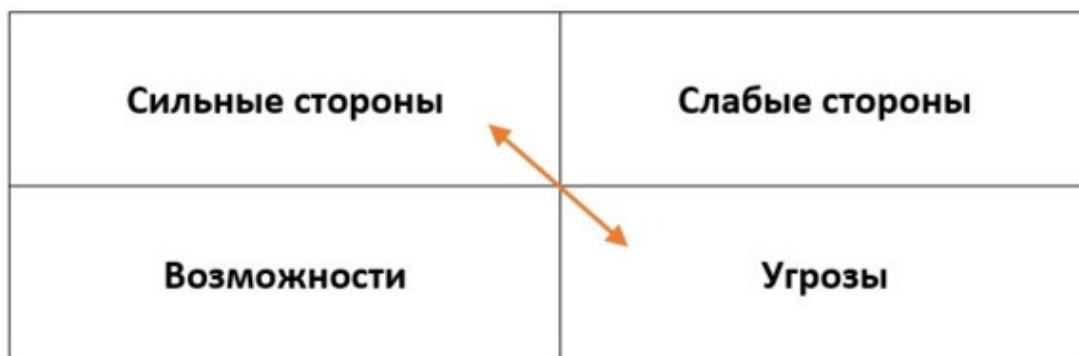 Сильные стороны
Слабые стороны
Возможности
Угрозы